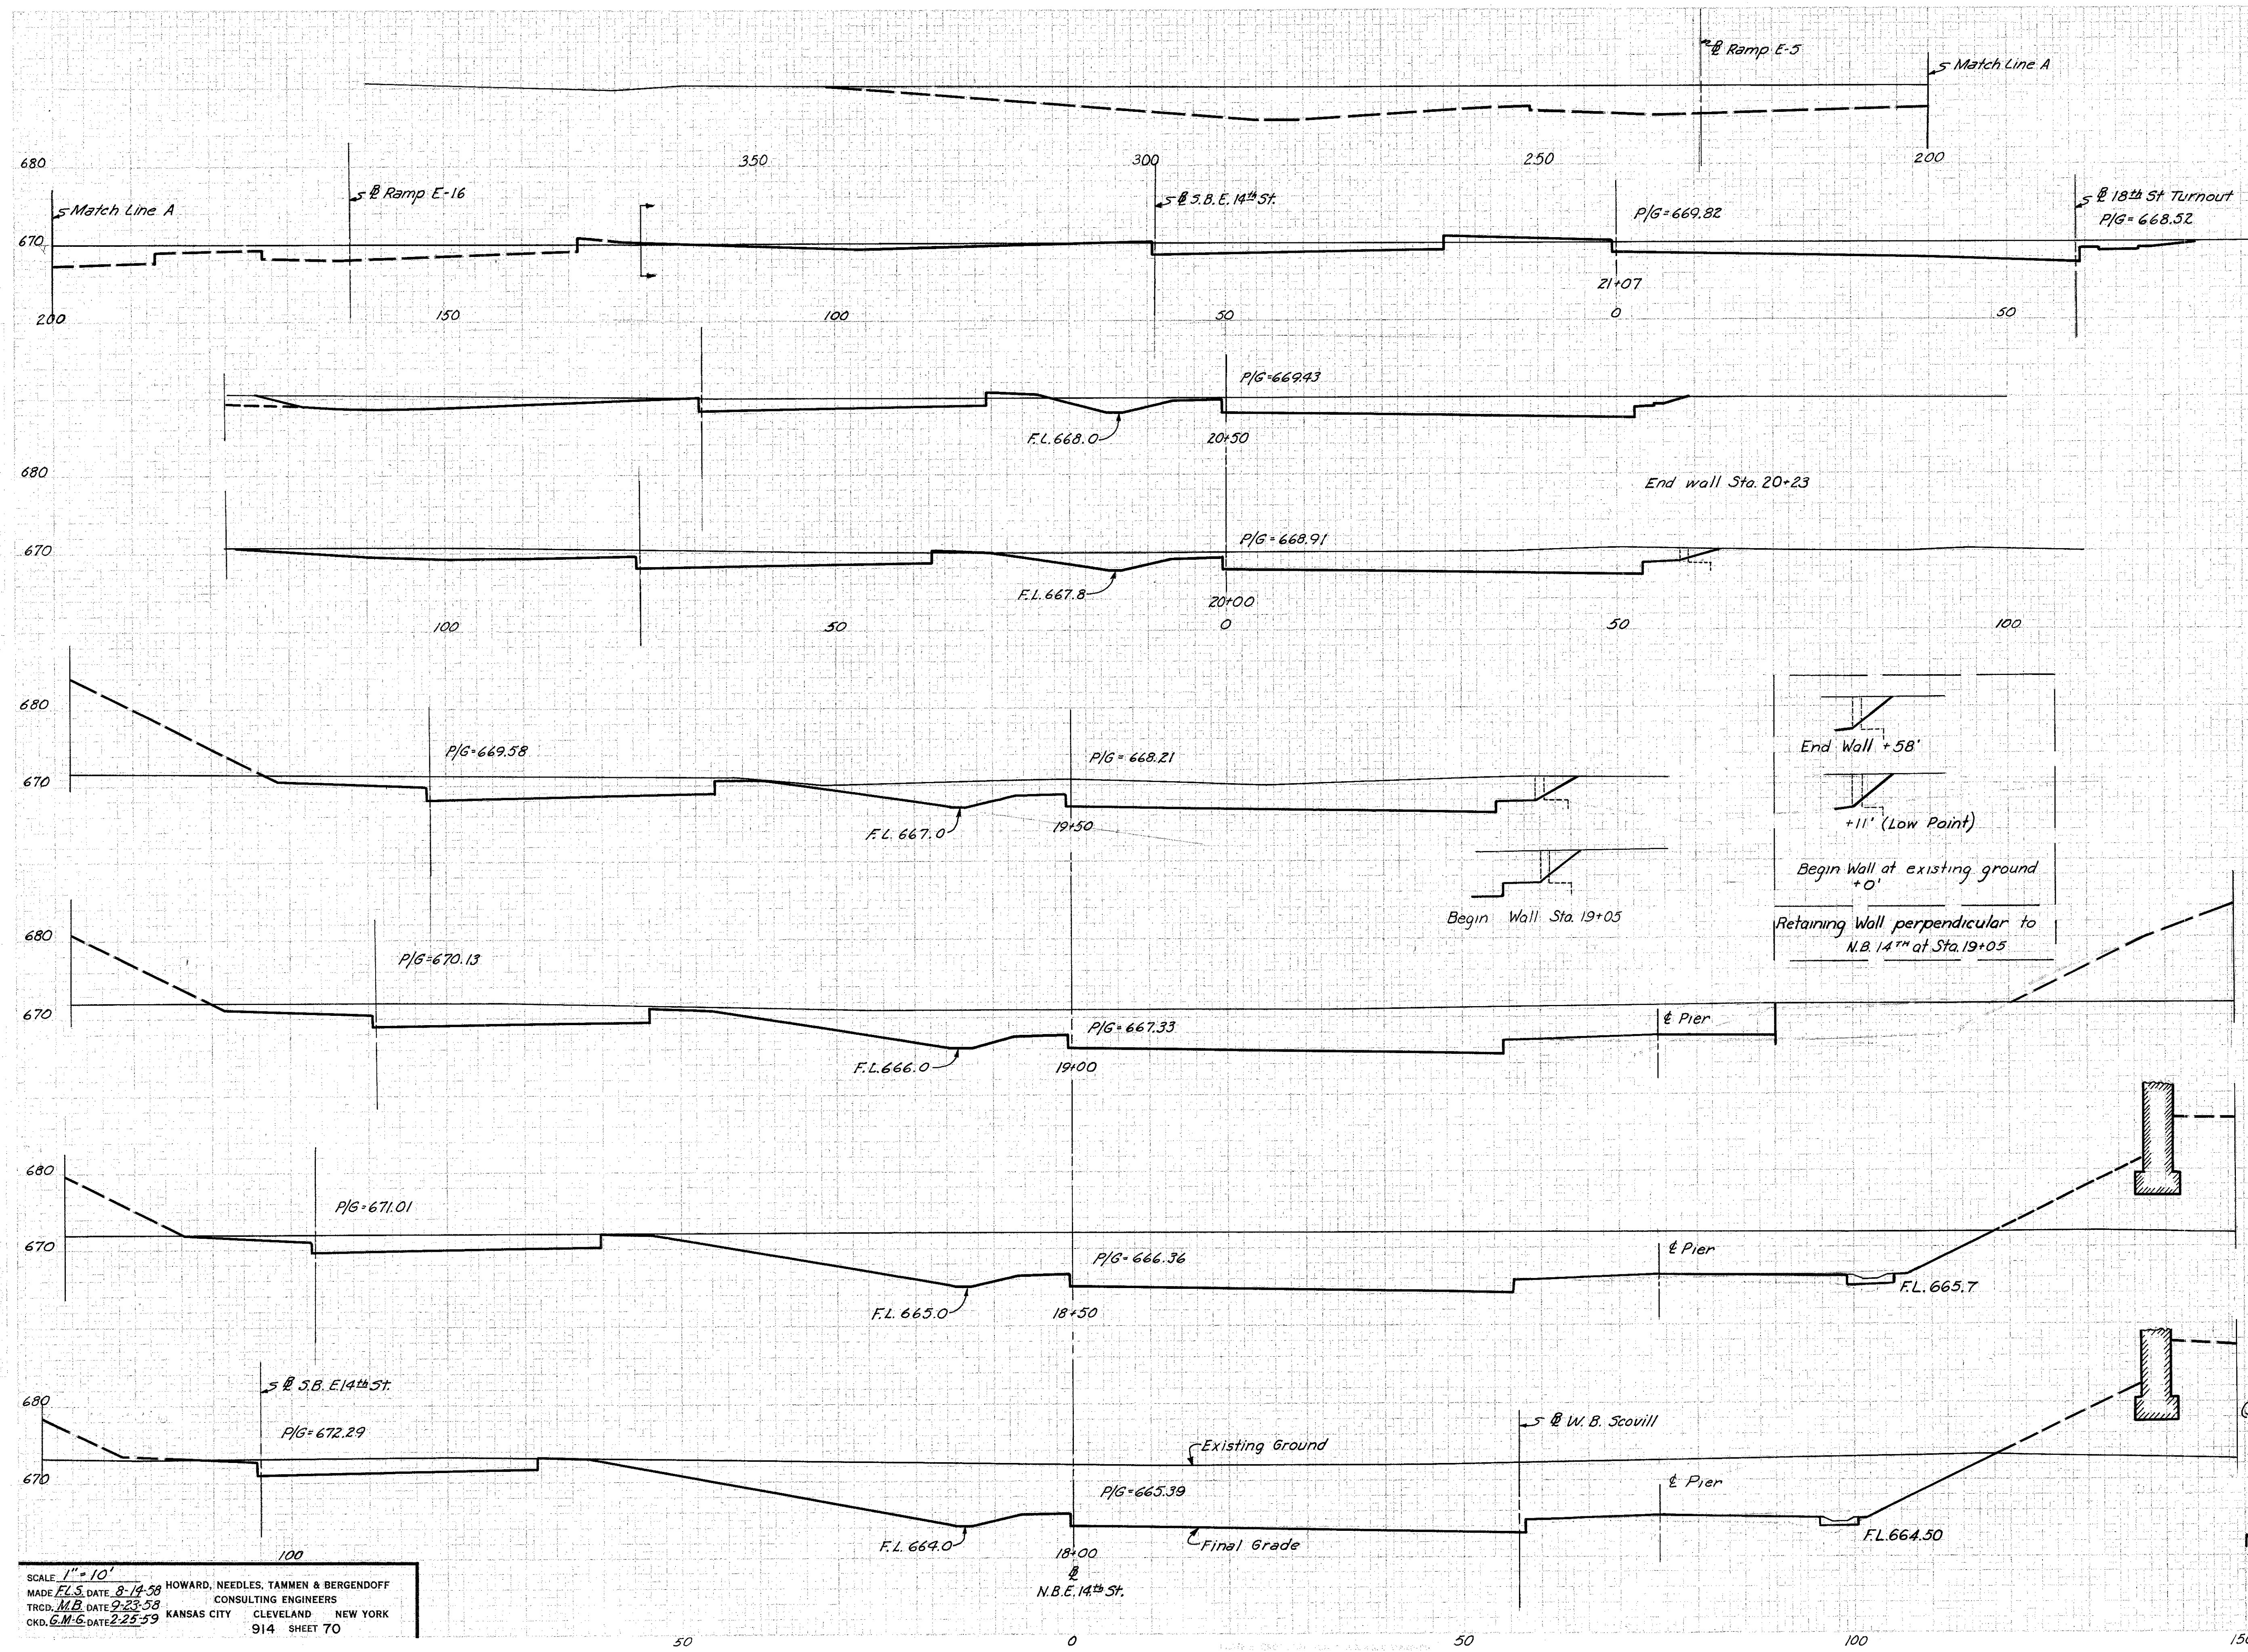 ℄ Ramp E-5
Match Line A
680
350
300
250
200
Match Line A
℄ Ramp E-16
℄ S.B. E. 14th St.
P/G=669.82
℄ 18th St Turnout
P/G=668.52
670
21+07
200
150
100
50
0
50
P/G=669.43
F.L.668.0
20+50
680
End wall Sta. 20+23
670
P/G=668.91
F.L.667.8
20+00
100
50
0
50
100
680
P/G=669.58
P/G=668.21
End Wall +58'
670
F.L. 667.0
19+50
+11' (Low Point)
Begin Wall at existing ground
+0'
Begin Wall Sta. 19+05
Retaining Wall perpendicular to
N.B. 14TH at Sta. 19+05
680
P/G=670.13
670
P/G=667.33
℄ Pier
F.L.666.0
19+00
680
P/G=671.01
670
P/G=666.36
℄ Pier
F.L. 665.0
18+50
F.L. 665.7
℄ S.B. E.14th St.
680
P/G=672.29
℄ W.B. Scovill
Existing Ground
670
P/G=665.39
℄ Pier
F.L. 664.0
18+00
Final Grade
F.L.664.50
℄
N.B.E. 14th St.
100
SCALE 1"=10'
MADE F.L.S. DATE 8-14-58
TRCD. M.B. DATE 9-23-58
CKD. G.M.G. DATE 2-25-59
HOWARD, NEEDLES, TAMMEN & BERGENDOFF
CONSULTING ENGINEERS
KANSAS CITY CLEVELAND NEW YORK
914 SHEET 70
50
0
50
100